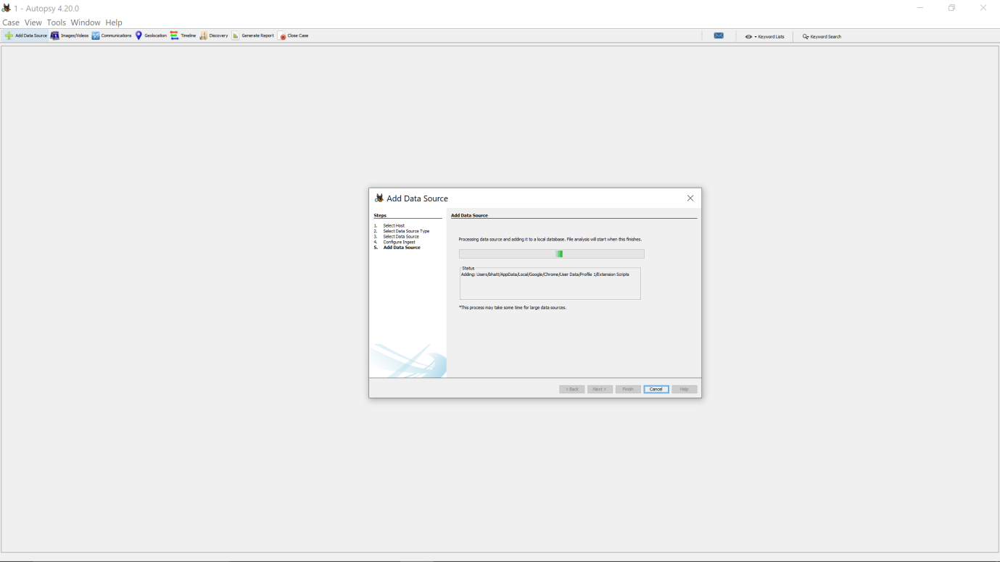 1 - Autopsy 4.20.0
Case View Tools Window Help
Add Data Source Images/Videos Communications Geolocation Timeline Discovery Generate Report Close Case Keyword Lists Keyword Search
Add Data Source
Steps
1. Select Host
2. Select Data Source Type
3. Select Data Source
4. Configure Ingest
5. Add Data Source
Add Data Source
Processing data source and adding it to a local database. File analysis will start when this finishes.
Status
Adding: Users/bhatt/AppData/Local/Google/Chrome/User Data/Profile 1/Extension Scripts
*This process may take some time for large data sources.
< Back Next > Finish Cancel Help